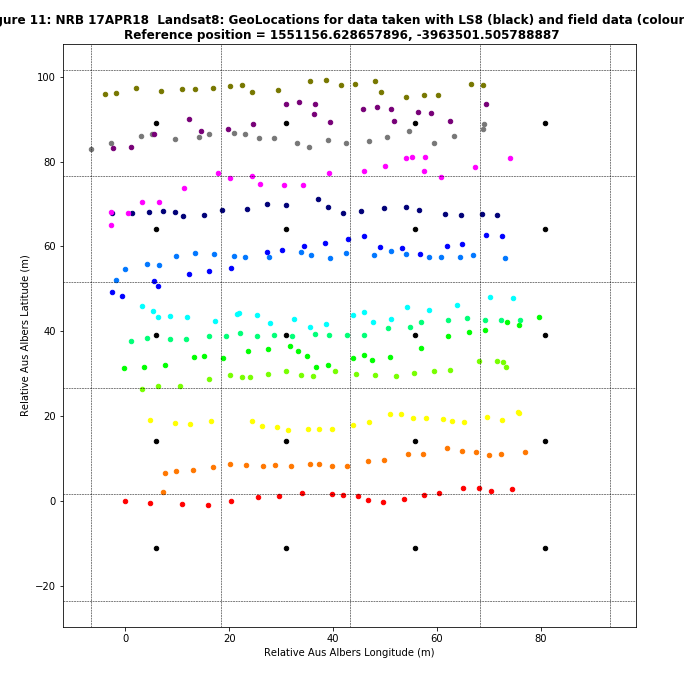 gure 11: NRB 17APR18 Landsat8: GeoLocations for data taken with LS8 (black) and field data (colour
Reference position = 1551156.628657896, -3963501.505788887
100
80
60
40
20
0
−20
Relative Aus Albers Latitude (m)
0 20 40 60 80
Relative Aus Albers Longitude (m)